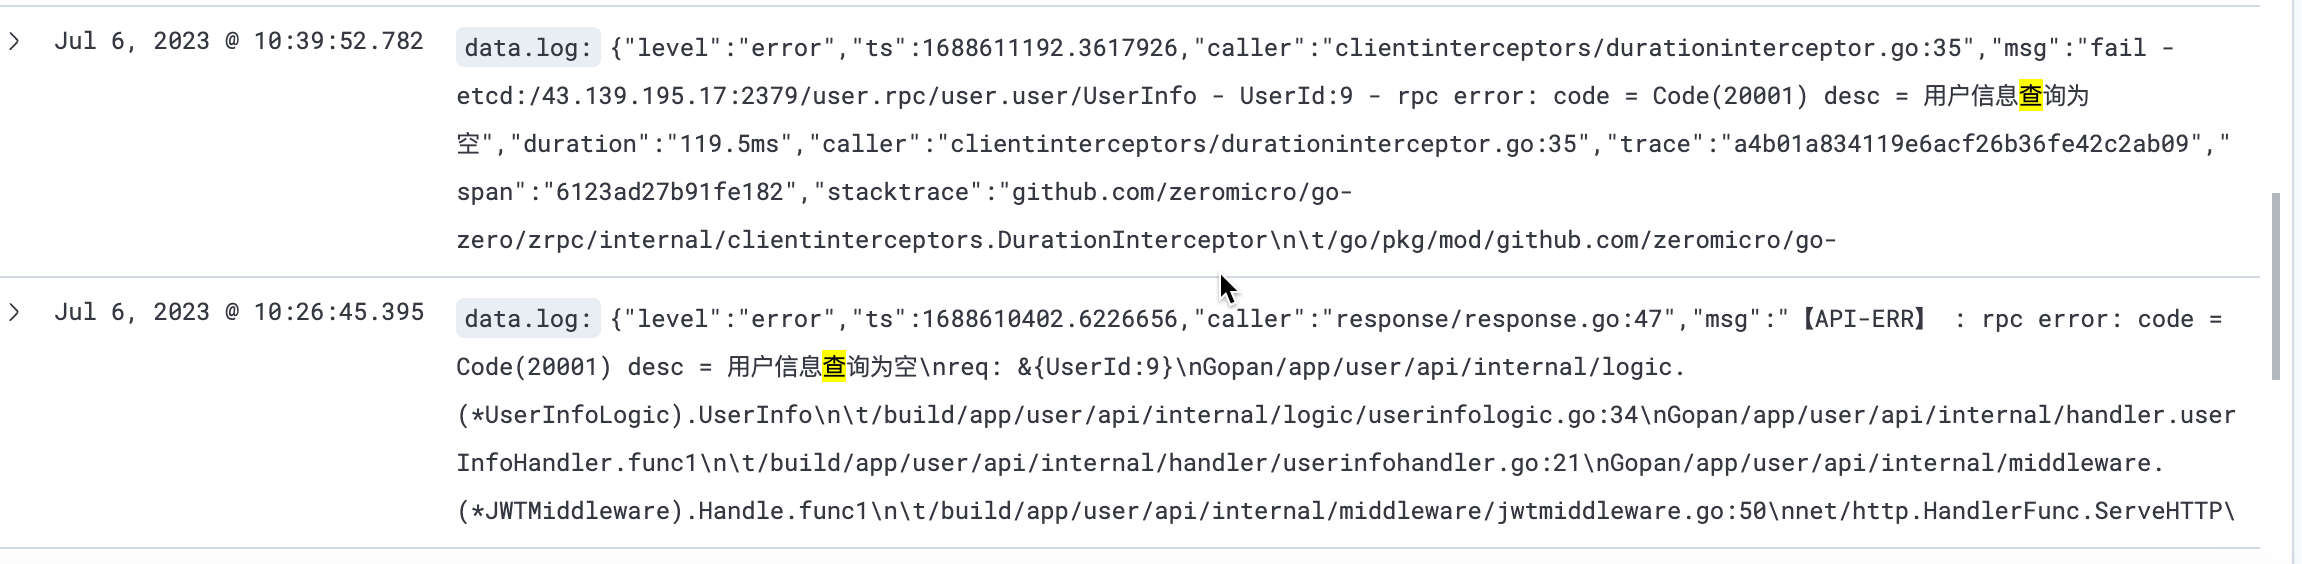 Jul 6, 2023 @ 10:39:52.782
data.log: {"level":"error","ts":1688611192.3617926,"caller":"clientinterceptors/durationinterceptor.go:35","msg":"fail -
etcd:/43.139.195.17:2379/user.rpc/user.user/UserInfo - UserId:9 - rpc error: code = Code(20001) desc = 用户信息查询为
空","duration":"119.5ms","caller":"clientinterceptors/durationinterceptor.go:35","trace":"a4b01a834119e6acf26b36fe42c2ab09","
span":"6123ad27b91fe182","stacktrace":"github.com/zeromicro/go-
zero/zrpc/internal/clientinterceptors.DurationInterceptor\n\t/go/pkg/mod/github.com/zeromicro/go-
Jul 6, 2023 @ 10:26:45.395
data.log: {"level":"error","ts":1688610402.6226656,"caller":"response/response.go:47","msg":"【API-ERR】 : rpc error: code =
Code(20001) desc = 用户信息查询为空\nreq: &{UserId:9}\nGopan/app/user/api/internal/logic.
(*UserInfoLogic).UserInfo\n\t/build/app/user/api/internal/logic/userinfologic.go:34\nGopan/app/user/api/internal/handler.user
InfoHandler.func1\n\t/build/app/user/api/internal/handler/userinfohandler.go:21\nGopan/app/user/api/internal/middleware.
(*JWTMiddleware).Handle.func1\n\t/build/app/user/api/internal/middleware/jwtmiddleware.go:50\nnet/http.HandlerFunc.ServeHTTP\